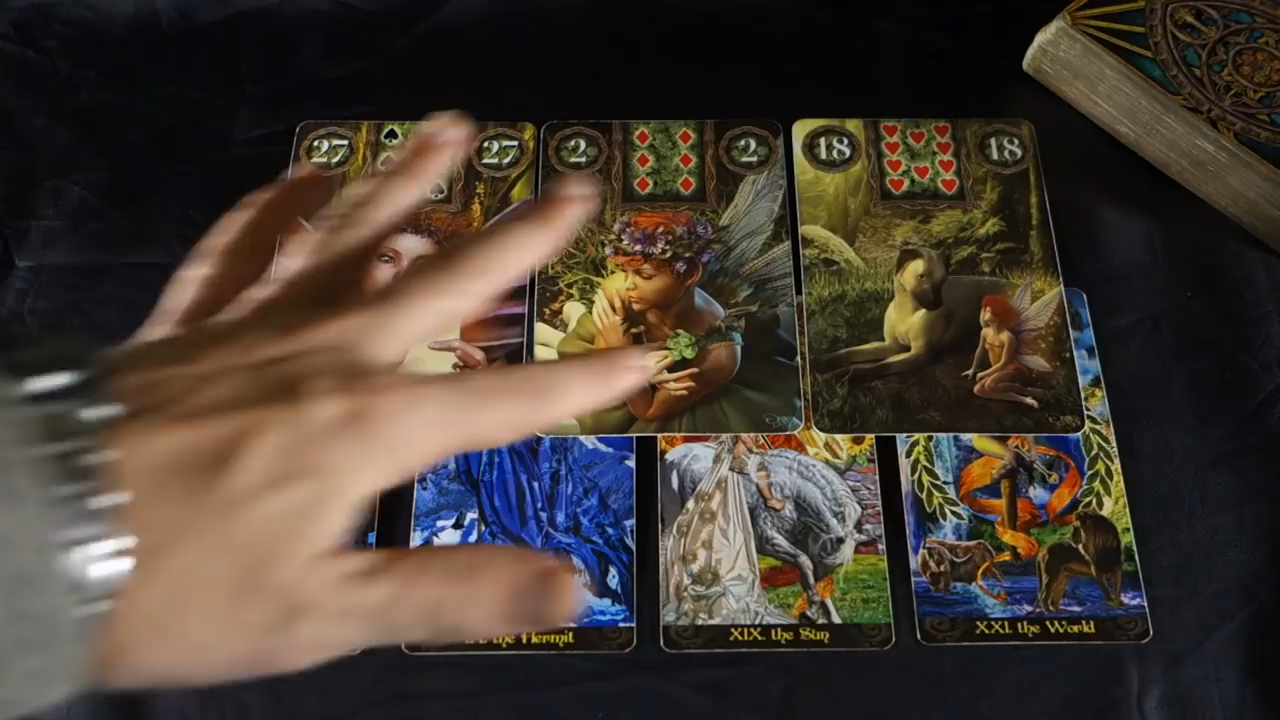 27 27 2 2 18 18
the Hermit
XIX. the Sun
XXI. the World